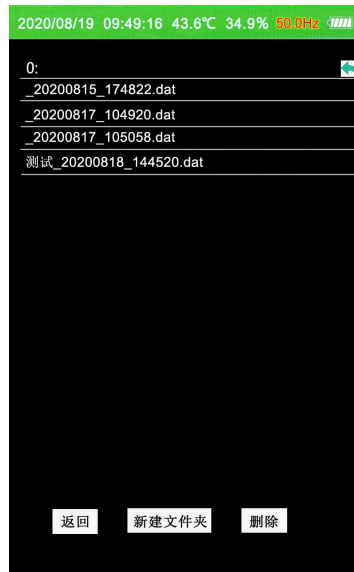 2020/08/19 09:49:16 43.6℃ 34.9% 50.0Hz
0:
_20200815_174822.dat
_20200817_104920.dat
_20200817_105058.dat
测试_20200818_144520.dat
返回 新建文件夹 删除